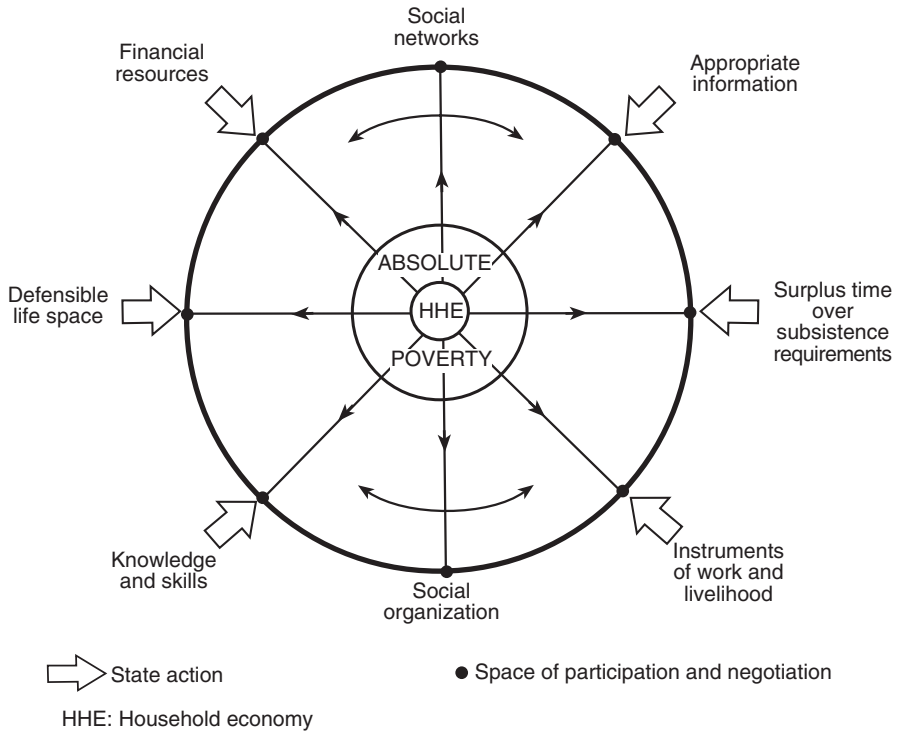 Social
networks
Financial
resources
Appropriate
information
ABSOLUTE
HHE
POVERTY
Defensible
life space
Surplus time
over
subsistence
requirements
Knowledge
and skills
Instruments
of work and
livelihood
Social
organization
State action
Space of participation and negotiation
HHE: Household economy